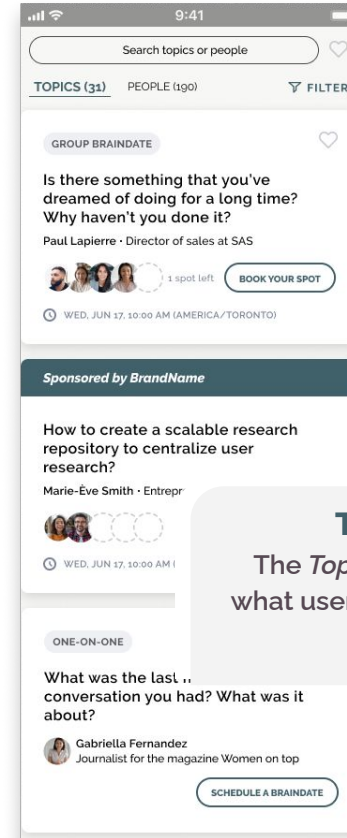 9:41
Search topics or people
TOPICS (31) PEOPLE (190) FILTER
GROUP BRAINDATE
Is there something that you've
dreamed of doing for a long time?
Why haven't you done it?
Paul Lapierre • Director of sales at SAS
1 spot left BOOK YOUR SPOT
WED, JUN 17, 10:00 AM (AMERICA/TORONTO)
Sponsored by BrandName
How to create a scalable research
repository to centralize user
research?
Marie-Ève Smith • Entrepr
WED, JUN 17, 10:00 AM (
T
The Top
what user
ONE-ON-ONE
What was the last
conversation you had? What was it
about?
Gabriella Fernandez
Journalist for the magazine Women on top
SCHEDULE A BRAINDATE